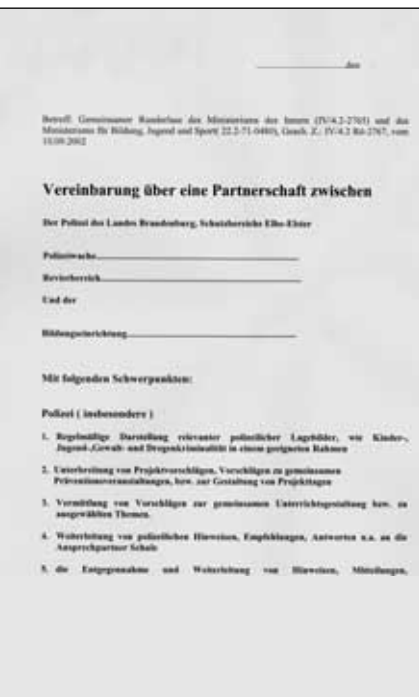 den
Betreff: Gemeinsamer Runderlass des Ministeriums des Innern (IV/4.2-2765) und des
Ministeriums für Bildung, Jugend und Sport( 22.2-71-0480), Gesch. Z.: IV/4.2 Rö-2767, vom
10.09.2002
Vereinbarung über eine Partnerschaft zwischen
Der Polizei des Landes Brandenburg, Schutzbereiche Elbe-Elster
Polizeiwache
Revierbereich
Und der
Bildungseinrichtung
Mit folgenden Schwerpunkten:
Polizei ( insbesondere )
1. Regelmäßige Darstellung relevanter polizeilicher Lagebilder, wie Kinder-,
Jugend-,Gewalt- und Drogenkriminalität in einem geeigneten Rahmen
2. Unterbreitung von Projektvorschlägen, Vorschlägen zu gemeinsamen
Präventionsveranstaltungen, bzw. zur Gestaltung von Projekttagen
3. Vermittlung von Vorschlägen zur gemeinsamen Unterrichtsgestaltung bzw. zu
ausgewählten Themen.
4. Weiterleitung von polizeilichen Hinweisen, Empfehlungen, Antworten u.a. an die
Ansprechpartner Schule
5. die Entgegennahme und Weiterleitung von Hinweisen, Mitteilungen,